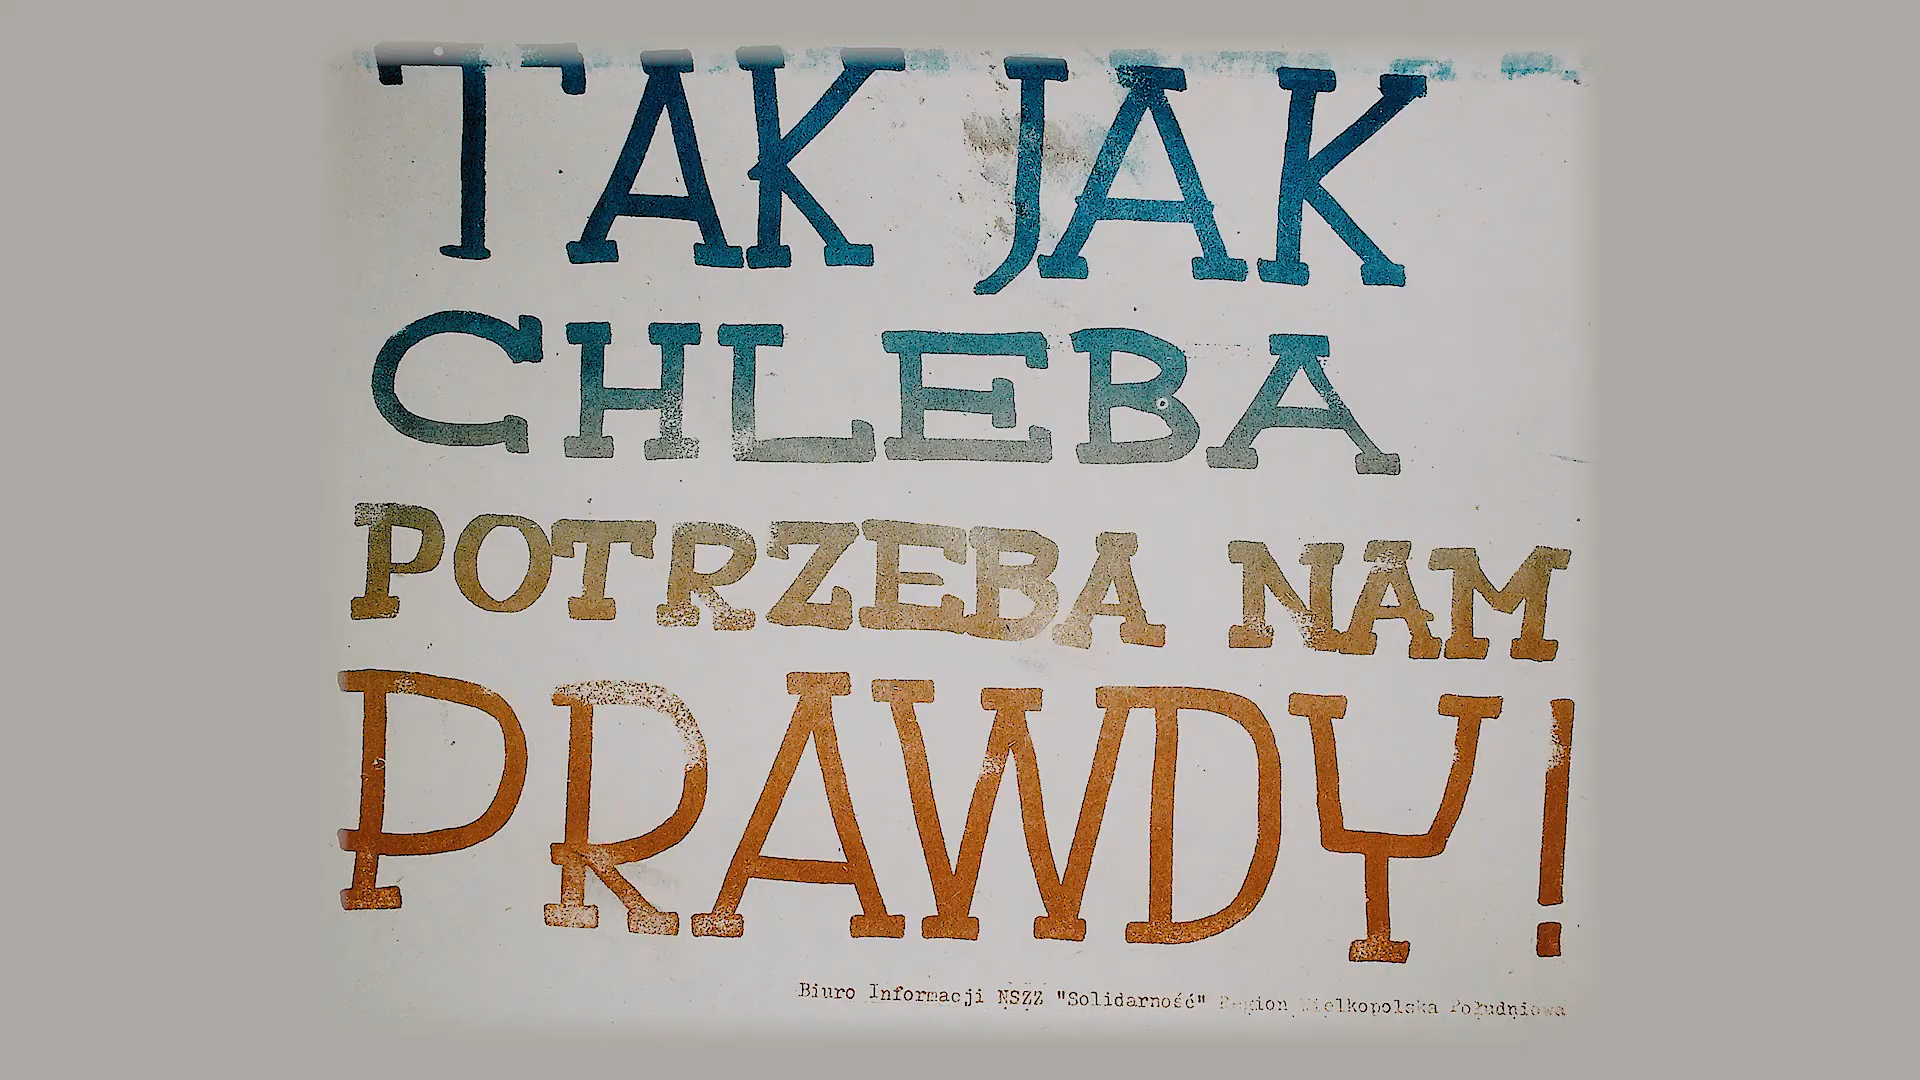 TAK JAK
CHLEBA
POTRZEBA NAM
PRAWDY!
Biuro Informacji NSZZ "Solidarność" Region Wielkopolska Południowa